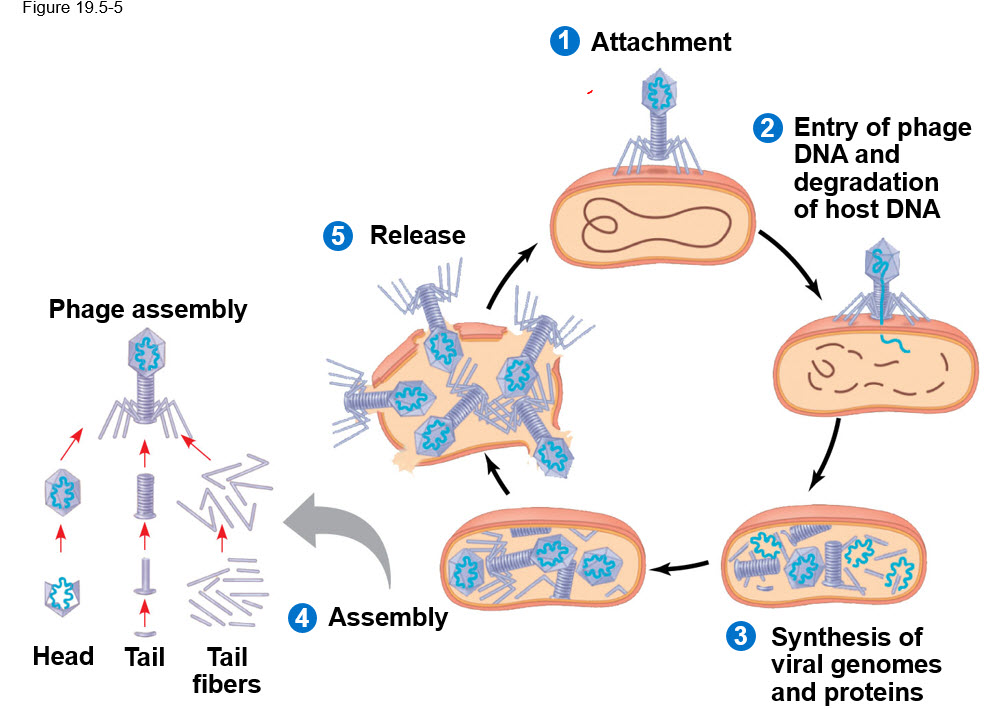 Figure 19.5-5
1 Attachment
2 Entry of phage
DNA and
degradation
of host DNA
5 Release
Phage assembly
4 Assembly
3 Synthesis of
viral genomes
and proteins
Head
Tail
Tail
fibers